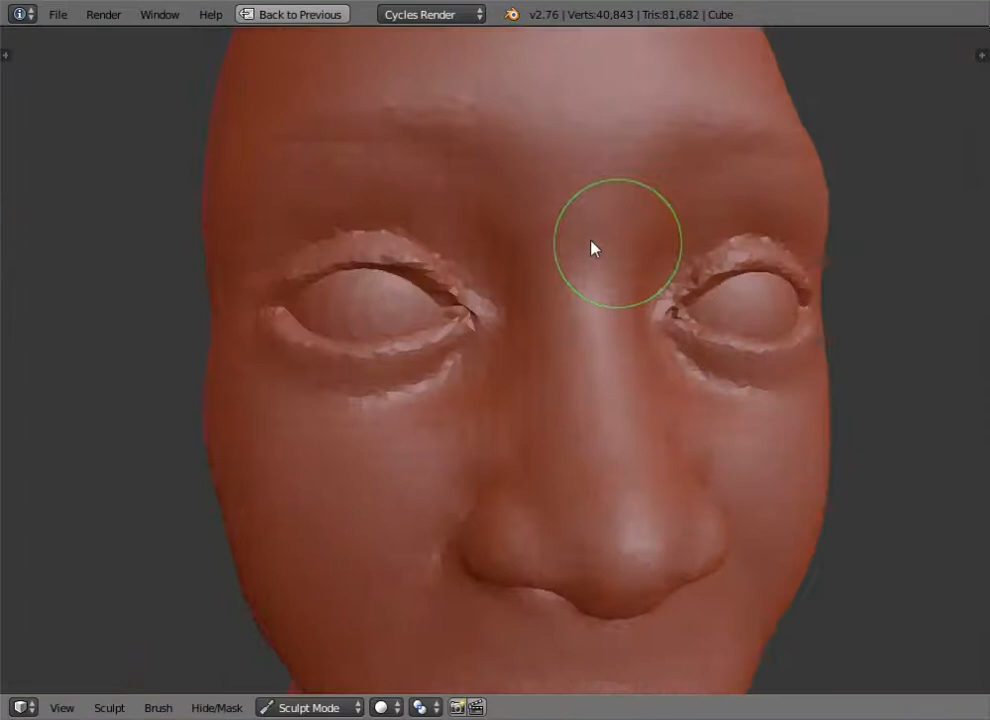 File Render Window Help Back to Previous Cycles Render v2.76 | Verts:40,843 | Tris:81,682 | Cube
View Sculpt Brush Hide/Mask Sculpt Mode